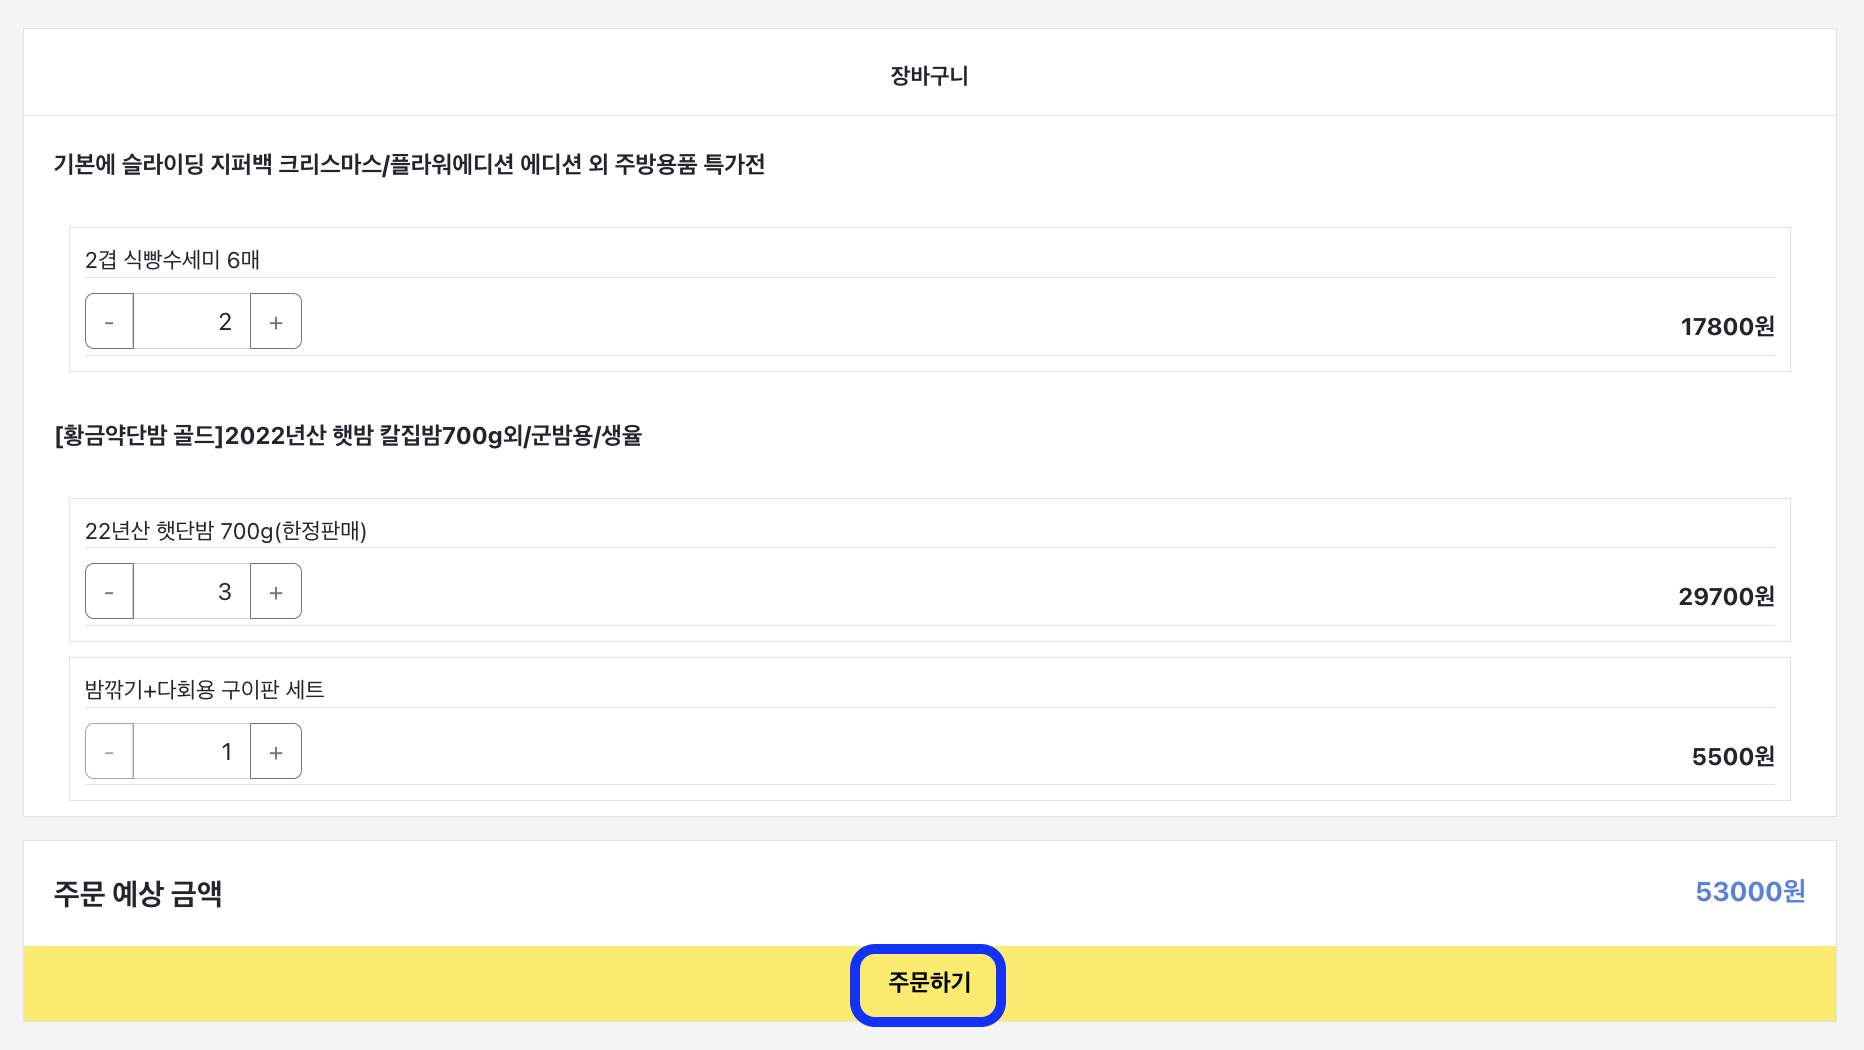 장바구니
기본에 슬라이딩 지퍼백 크리스마스/플라워에디션 에디션 외 주방용품 특가전
2겹 식빵수세미 6매
- 2 + 17800원
[황금약단밤 골드]2022년산 햇밤 칼집밤700g외/군밤용/생율
22년산 햇단밤 700g(한정판매)
- 3 + 29700원
밤깎기+다회용 구이판 세트
- 1 + 5500원
주문 예상 금액 53000원
주문하기